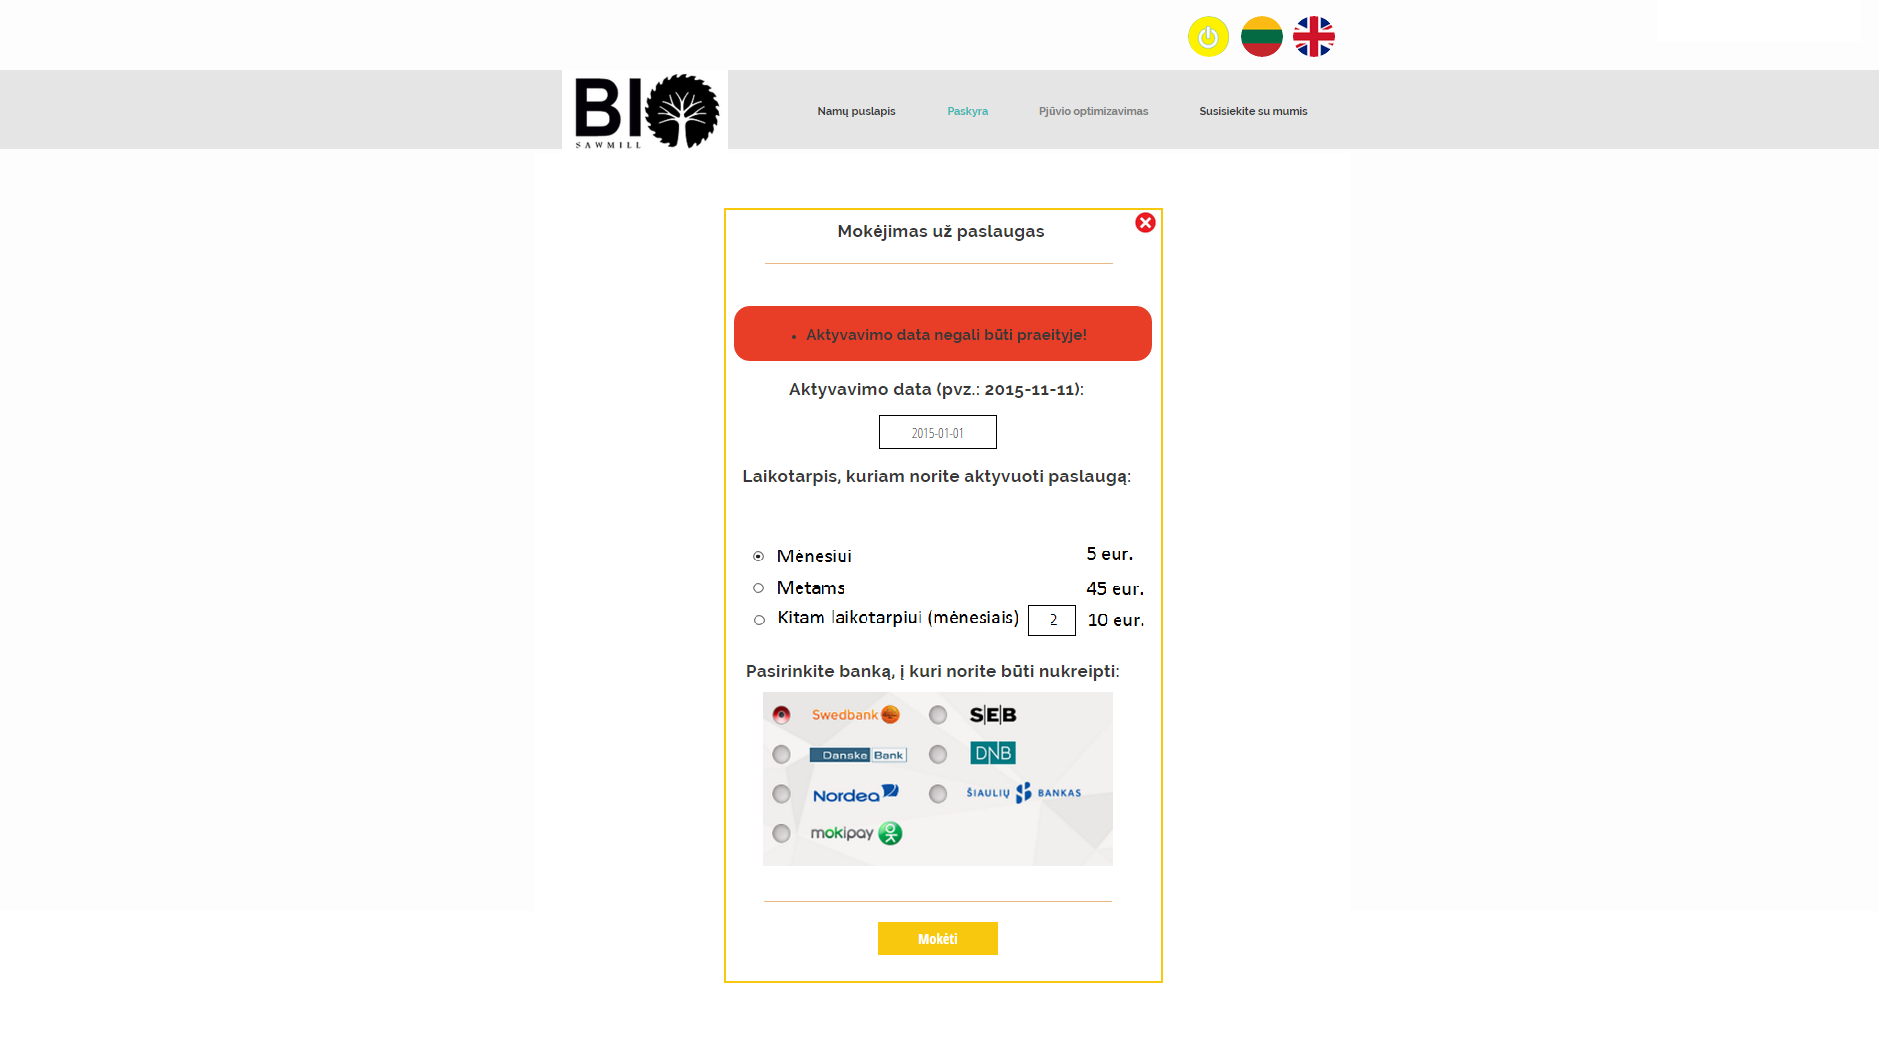 BI
SAWMILL
Namų puslapis
Paskyra
Pjūvio optimizavimas
Susisiekite su mumis
Mokėjimas už paslaugas
• Aktyvavimo data negali būti praeityje!
Aktyvavimo data (pvz.: 2015-11-11):
2015-01-01
Laikotarpis, kuriam norite aktyvuoti paslaugą:
Mėnesiui 5 eur.
Metams 45 eur.
Kitam laikotarpiui (mėnesiais) 2 10 eur.
Pasirinkite banką, į kuri norite būti nukreipti:
Swedbank SEB
Danske Bank DNB
Nordea ŠIAULIŲ BANKAS
mokipay
Mokėti